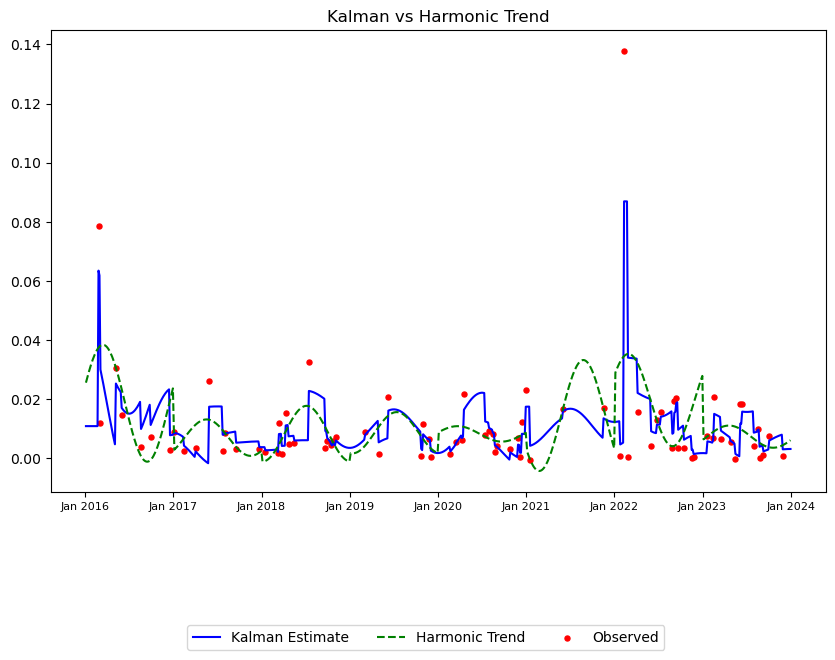 Kalman vs Harmonic Trend
0.14
0.12
0.10
0.08
0.06
0.04
0.02
0.00
Jan 2016 Jan 2017 Jan 2018 Jan 2019 Jan 2020 Jan 2021 Jan 2022 Jan 2023 Jan 2024
Kalman Estimate Harmonic Trend Observed